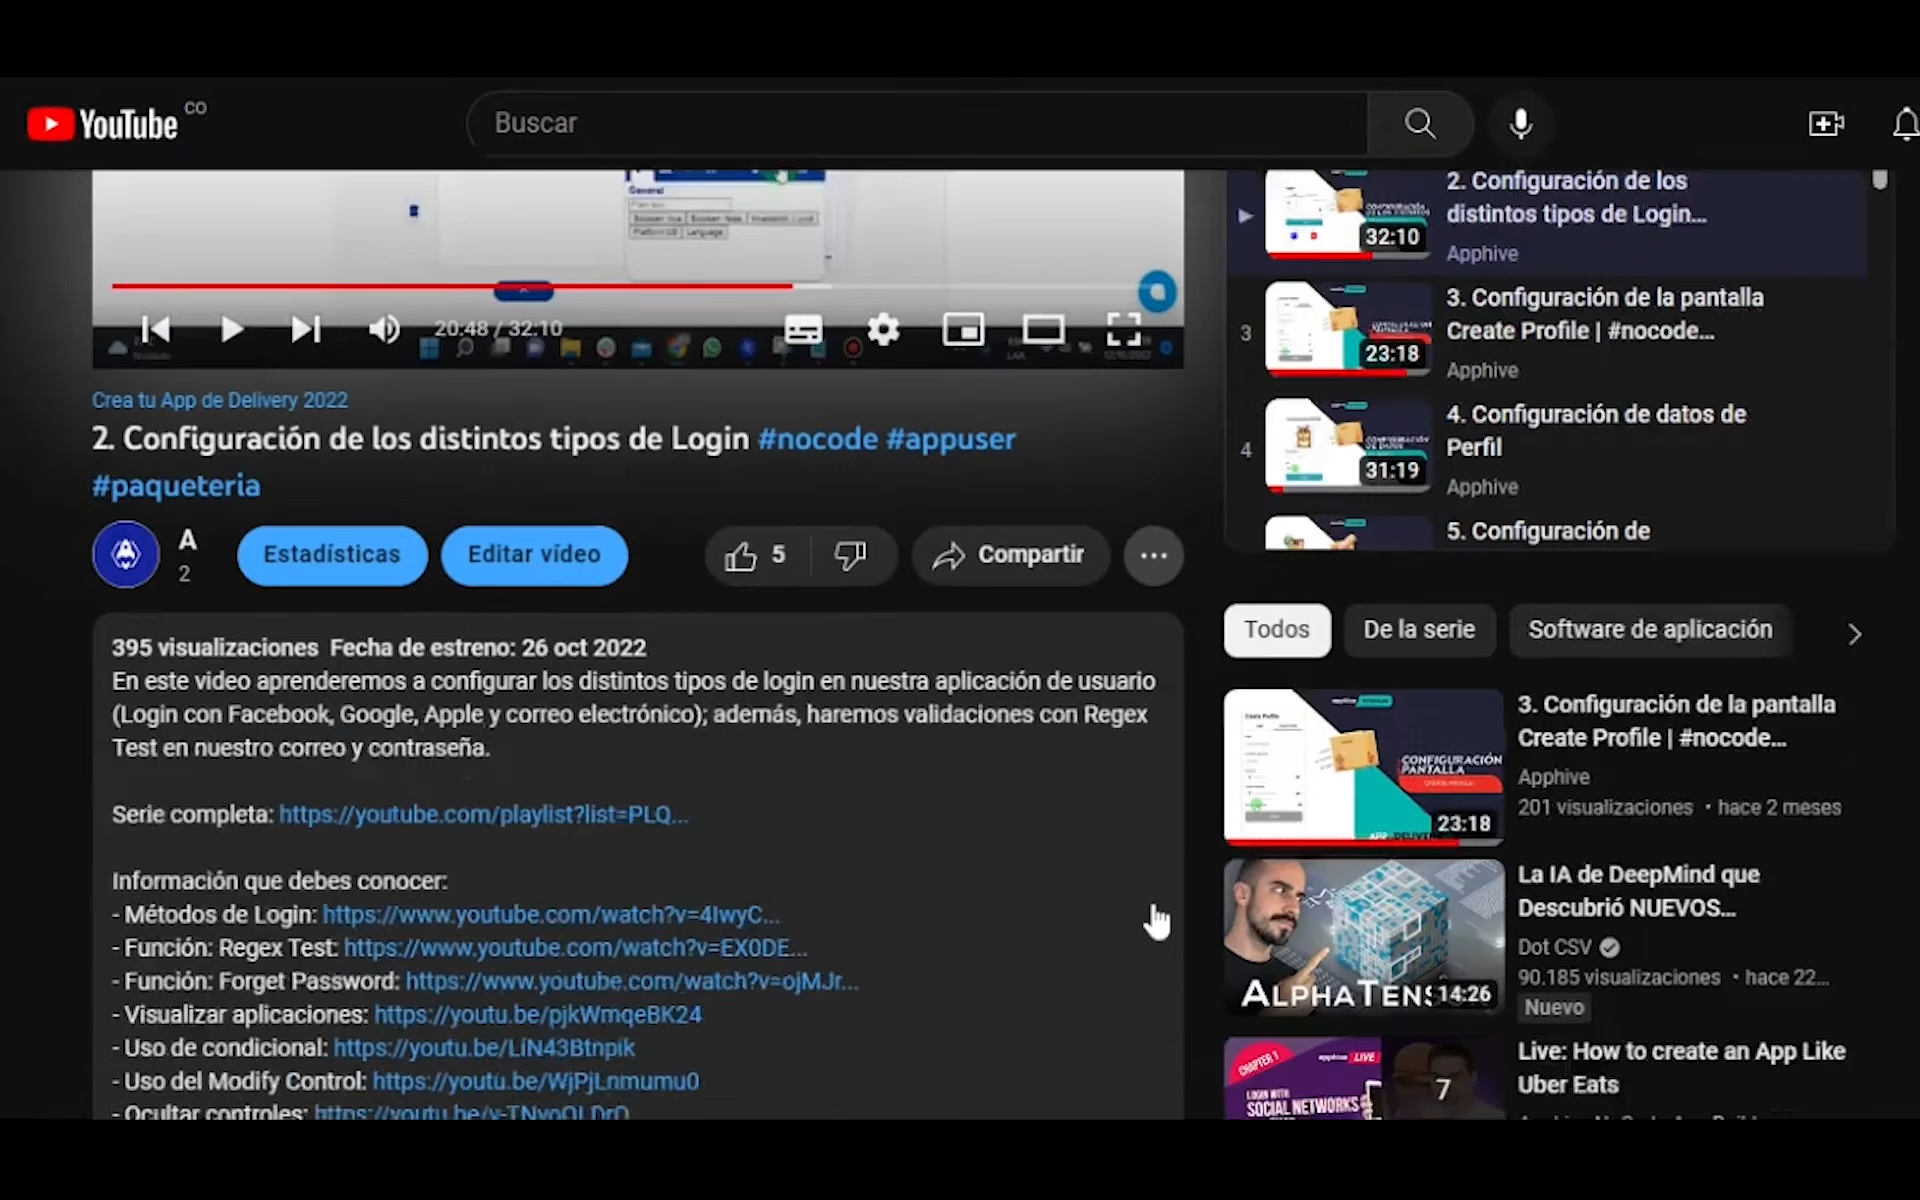 YouTube CO
Buscar
General
20:48 / 32:10
Crea tu App de Delivery 2022
2. Configuración de los distintos tipos de Login #nocode #appuser
#paqueteria
A
2
Estadísticas
Editar vídeo
5
Compartir
395 visualizaciones Fecha de estreno: 26 oct 2022
En este video aprenderemos a configurar los distintos tipos de login en nuestra aplicación de usuario
(Login con Facebook, Google, Apple y correo electrónico); además, haremos validaciones con Regex
Test en nuestro correo y contraseña.
Serie completa: https://youtube.com/playlist?list=PLQ...
Información que debes conocer:
- Métodos de Login: https://www.youtube.com/watch?v=4IwyC...
- Función: Regex Test: https://www.youtube.com/watch?v=EX0DE...
- Función: Forget Password: https://www.youtube.com/watch?v=ojMJr...
- Visualizar aplicaciones: https://youtu.be/pjkWmqeBK24
- Uso de condicional: https://youtu.be/LiN43Btnpik
- Uso del Modify Control: https://youtu.be/WjPjLnmumu0
- Ocultar controles:
2. Configuración de los
distintos tipos de Login...
32:10
Apphive
3
3. Configuración de la pantalla
Create Profile | #nocode...
23:18
Apphive
4
4. Configuración de datos de
Perfil
31:19
Apphive
5. Configuración de
Todos
De la serie
Software de aplicación
3. Configuración de la pantalla
Create Profile | #nocode...
Apphive
201 visualizaciones • hace 2 meses
CONFIGURACIÓN
PANTALLA
23:18
La IA de DeepMind que
Descubrió NUEVOS...
Dot CSV
90.185 visualizaciones • hace 22...
Nuevo
ALPHATENS
14:26
Live: How to create an App Like
Uber Eats
CHAPTER 1
apphive LIVE
LOGIN WITH
SOCIAL NETWORKS
7